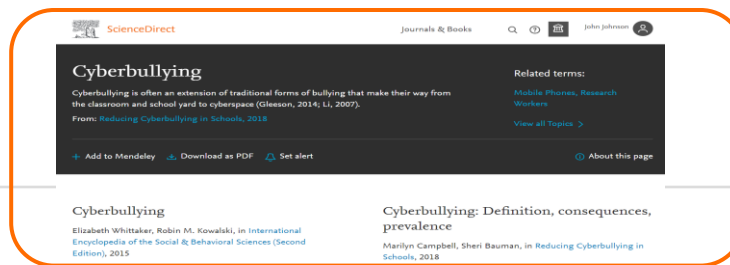 ScienceDirect
Journals & Books
John Johnson
Cyberbullying
Cyberbullying is often an extension of traditional forms of bullying that make their way from
the classroom and school yard to cyberspace (Gleeson, 2014; Li, 2007).
From: Reducing Cyberbullying in Schools, 2018
Related terms:
Mobile Phones, Research
Workers
View all Topics >
+ Add to Mendeley
Download as PDF
Set alert
About this page
Cyberbullying
Elizabeth Whittaker, Robin M. Kowalski, in International
Encyclopedia of the Social & Behavioral Sciences (Second
Edition), 2015
Cyberbullying: Definition, consequences,
prevalence
Marilyn Campbell, Sheri Bauman, in Reducing Cyberbullying in
Schools, 2018